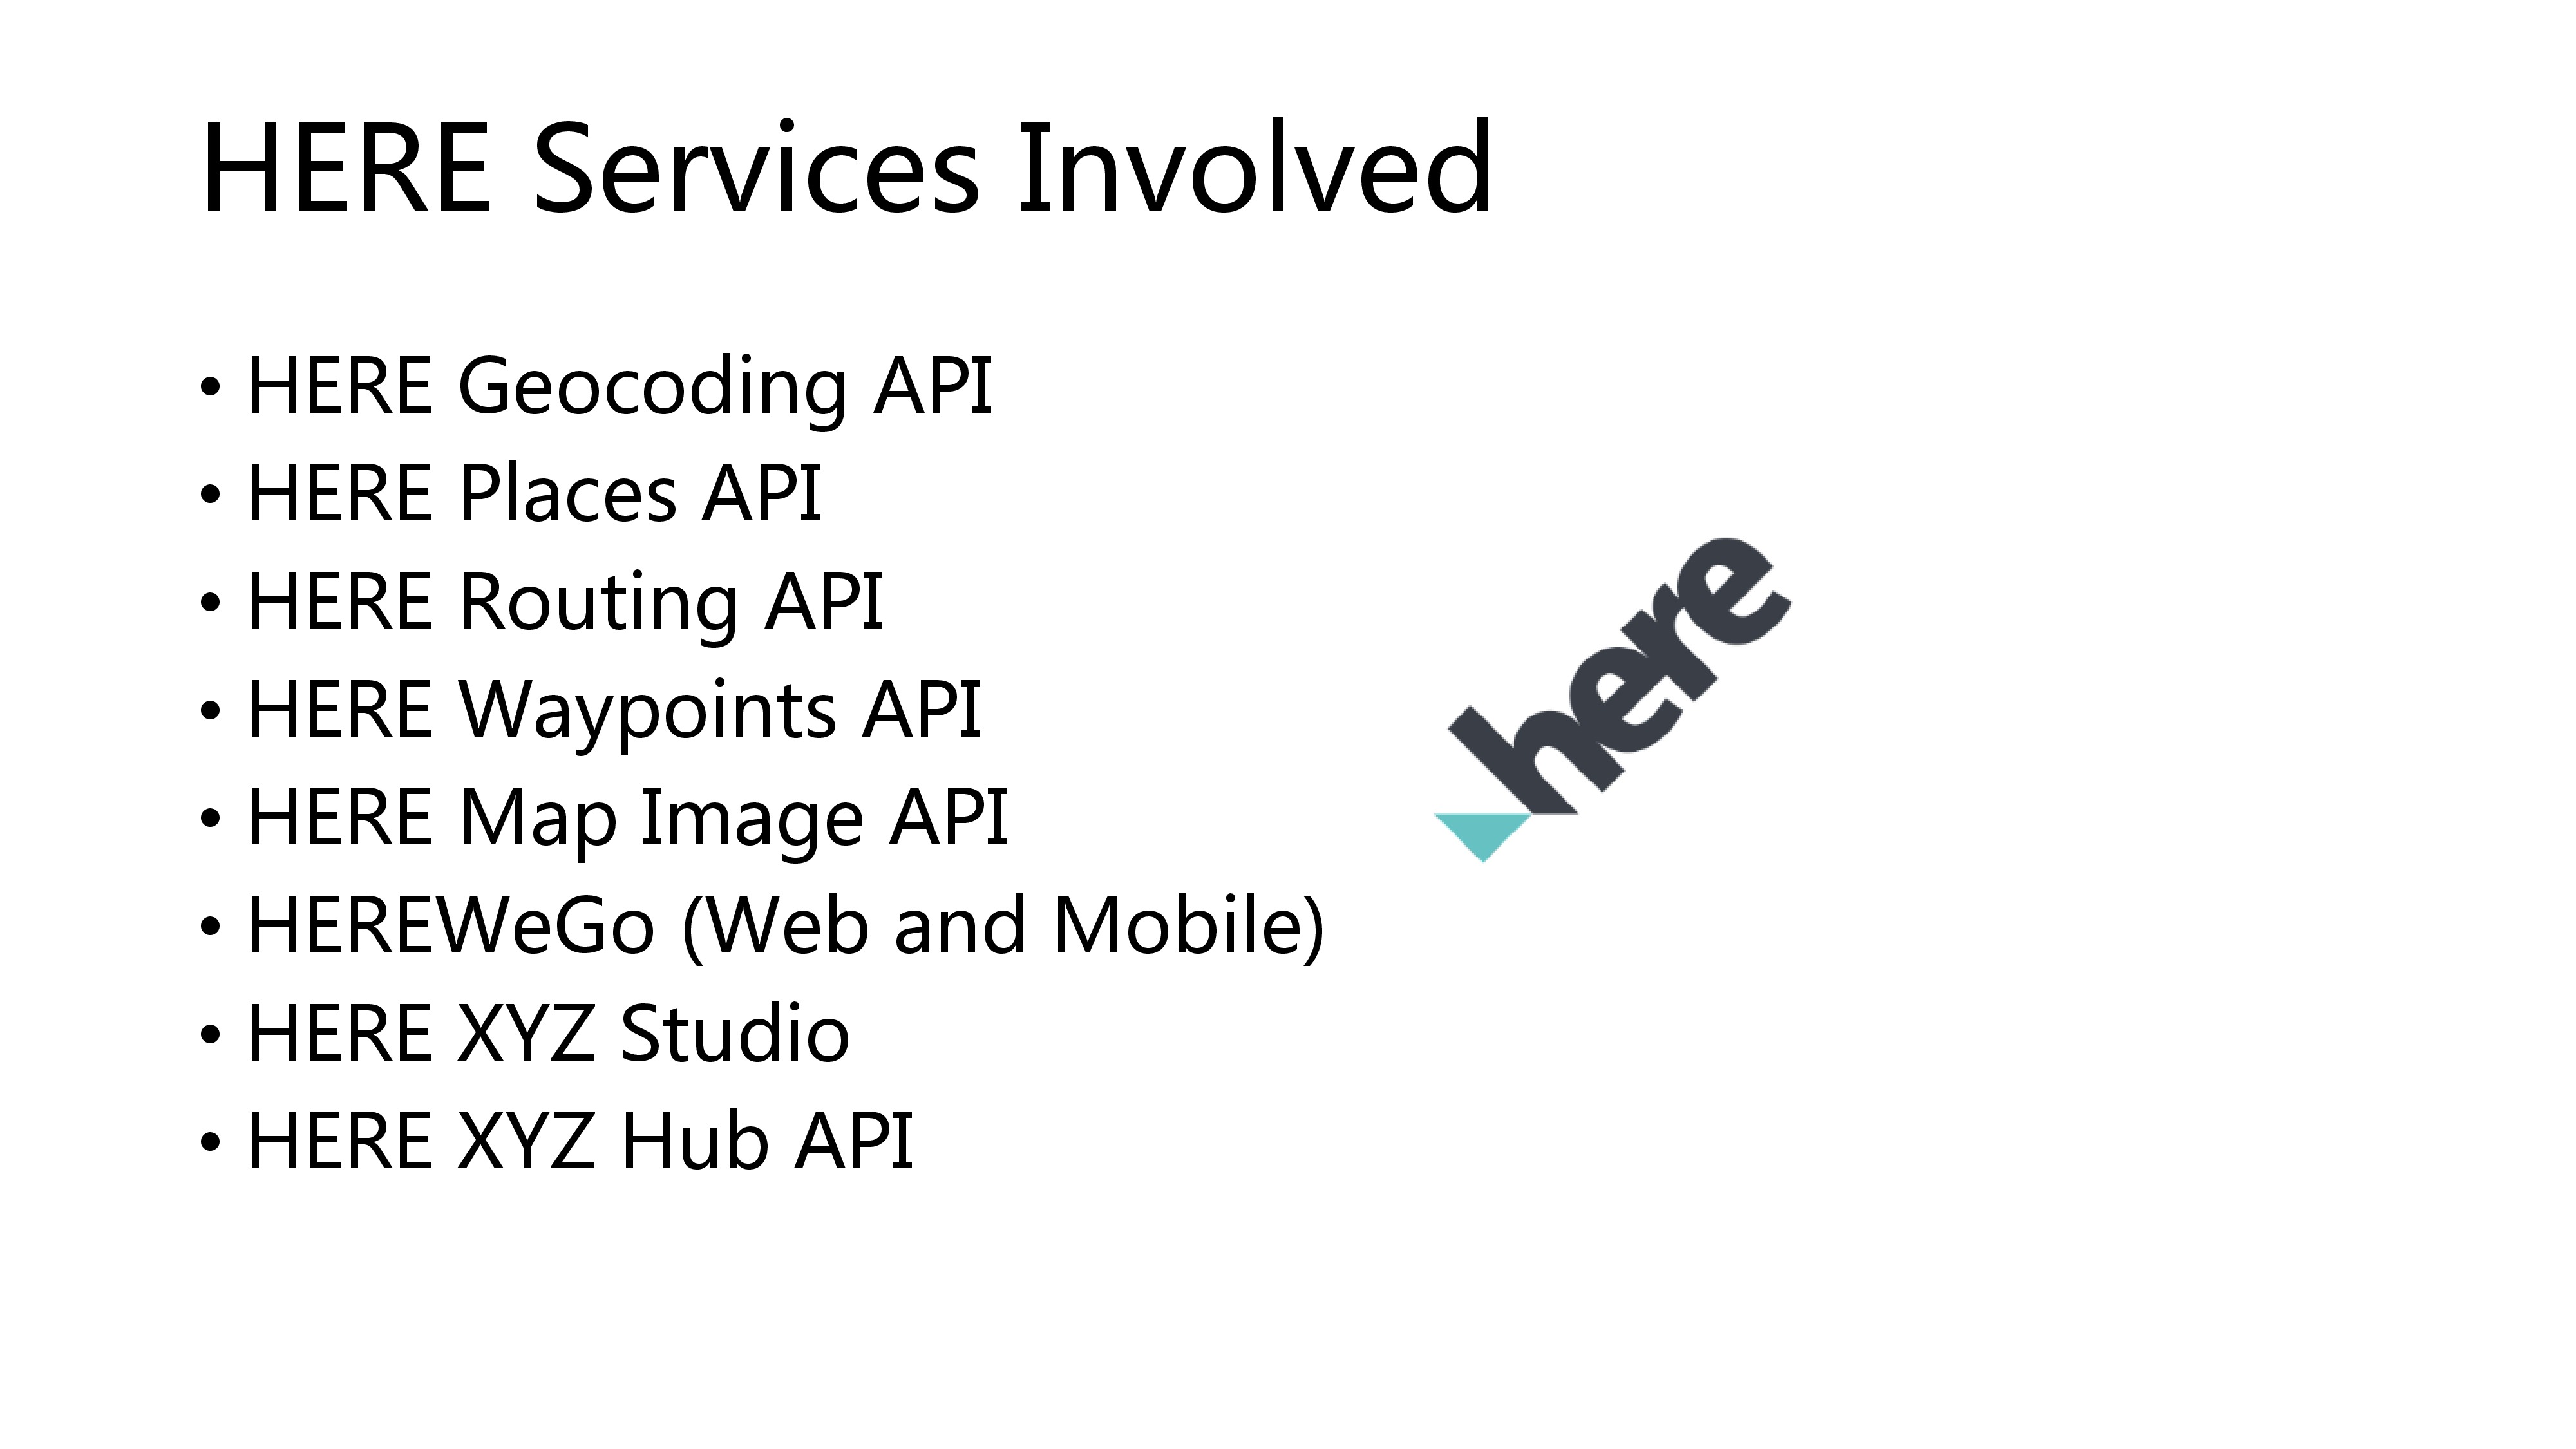 HERE Services Involved
• HERE Geocoding API
• HERE Places API
• HERE Routing API
• HERE Waypoints API
• HERE Map Image API
• HEREWeGo (Web and Mobile)
• HERE XYZ Studio
• HERE XYZ Hub API
here